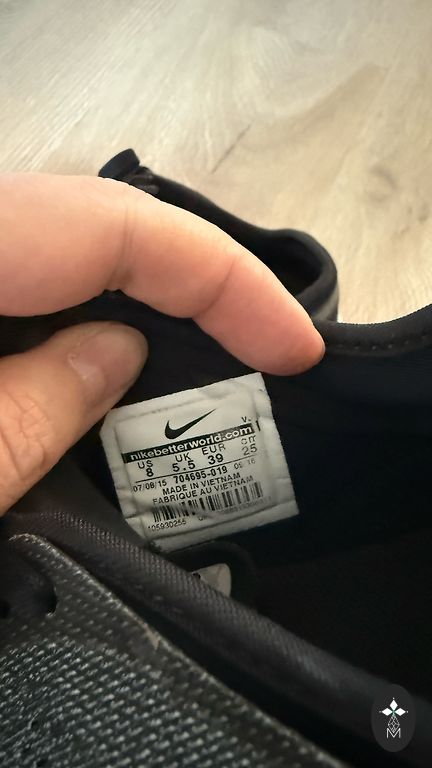 V.
nikebetterworld.com
US UK EUR cm
8 5.5 39 25
07/08/15 704695-019
MADE IN VIETNAM
FABRIQUE AU VIETNAM
M